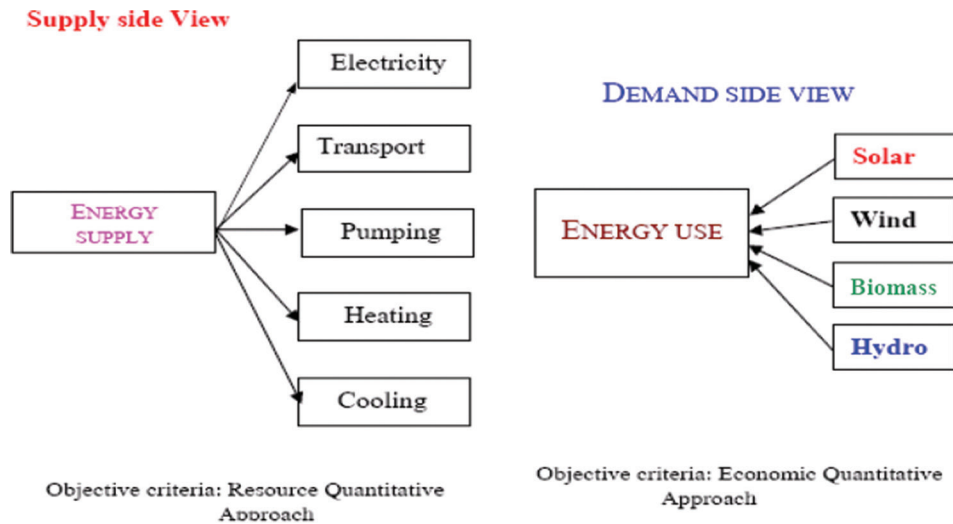 Supply side View
Electricity
Transport
Pumping
Heating
Cooling
ENERGY
SUPPLY
Objective criteria: Resource Quantitative
Approach
DEMAND SIDE VIEW
Solar
Wind
Biomass
Hydro
ENERGY USE
Objective criteria: Economic Quantitative
Approach